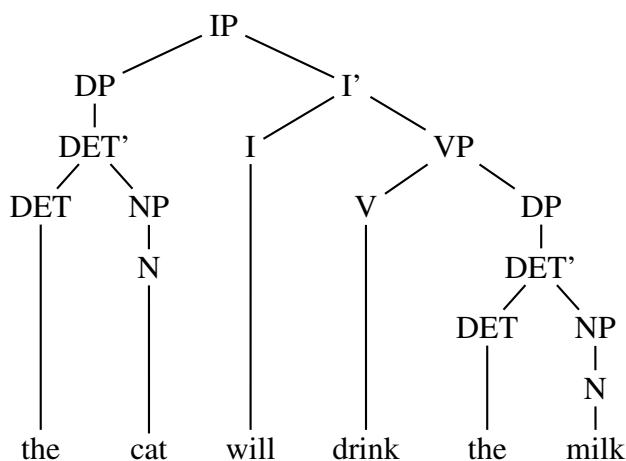 IP
DP I'
DET' I VP
DET NP V DP
N DET'
DET NP
N
the cat will drink the milk